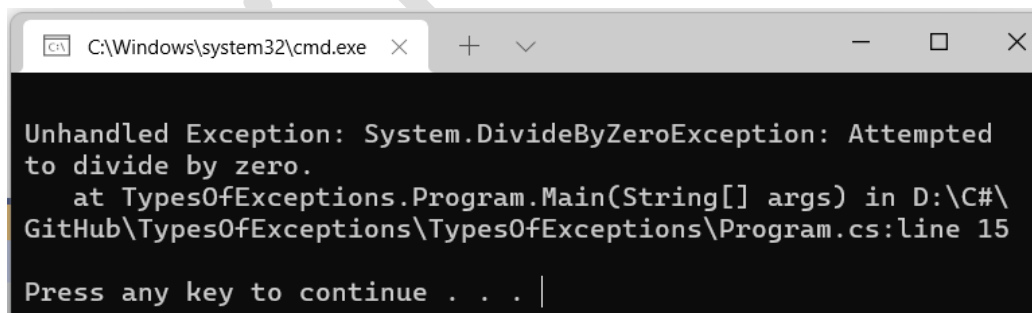 C:\Windows\system32\cmd.exe
Unhandled Exception: System.DivideByZeroException: Attempted
to divide by zero.
   at TypesOfExceptions.Program.Main(String[] args) in D:\C#\
GitHub\TypesOfExceptions\TypesOfExceptions\Program.cs:line 15
Press any key to continue . . .